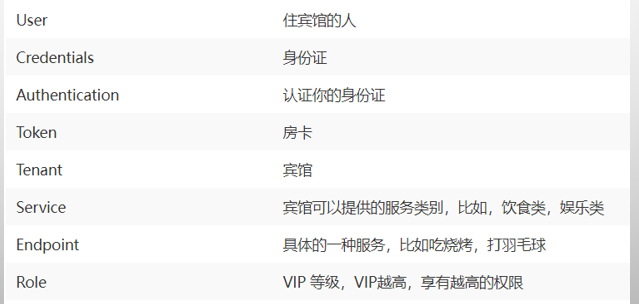 User 住宾馆的人
Credentials 身份证
Authentication 认证你的身份证
Token 房卡
Tenant 宾馆
Service 宾馆可以提供的服务类别，比如，饮食类，娱乐类
Endpoint 具体的一种服务，比如吃烧烤，打羽毛球
Role VIP 等级，VIP越高，享有越高的权限